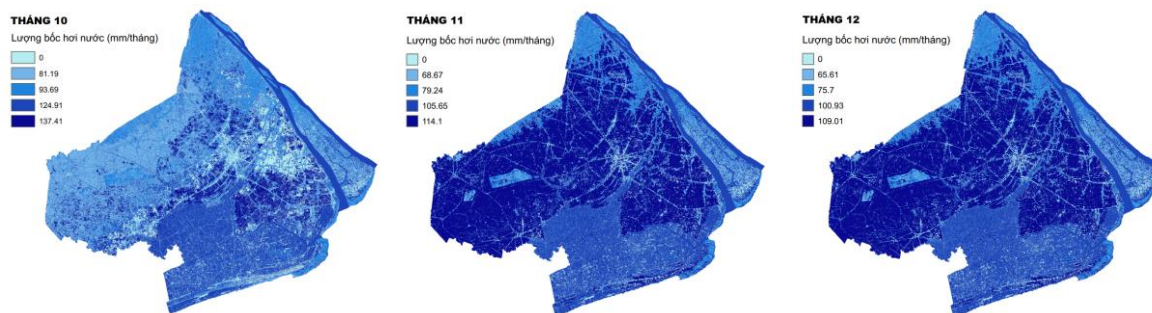 THÁNG 10
Lượng bốc hơi nước (mm/tháng)
0
81.19
93.69
124.91
137.41
THÁNG 11
Lượng bốc hơi nước (mm/tháng)
0
68.67
79.24
105.65
114.1
THÁNG 12
Lượng bốc hơi nước (mm/tháng)
0
65.61
75.7
100.93
109.01